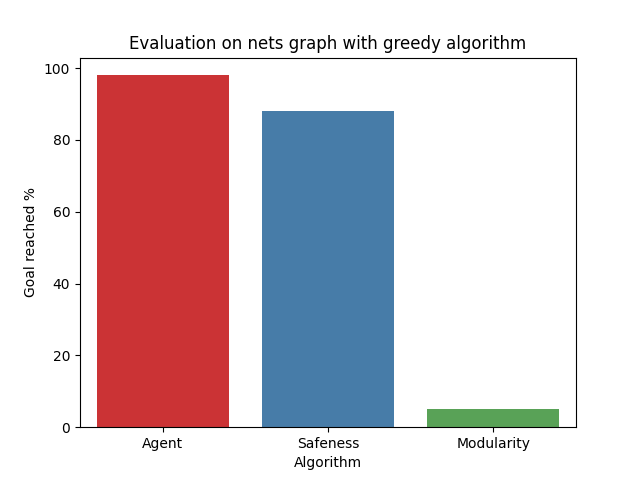 Evaluation on nets graph with greedy algorithm
100
80
60
40
20
0
Goal reached %
Agent
Safeness
Modularity
Algorithm